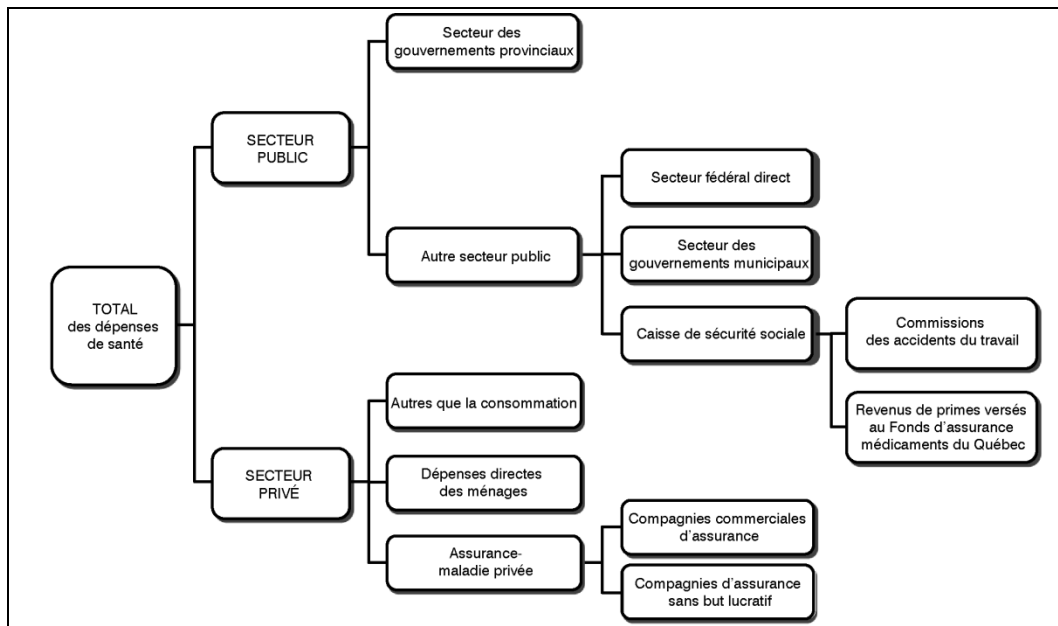 Secteur des
gouvernements provinciaux
SECTEUR
PUBLIC
Secteur fédéral direct
Autre secteur public
Secteur des
gouvernements municipaux
TOTAL
des dépenses
de santé
Caisse de sécurité sociale
Commissions
des accidents du travail
Revenus de primes versés
au Fonds d'assurance
médicaments du Québec
Autres que la consommation
SECTEUR
PRIVÉ
Dépenses directes
des ménages
Assurance-
maladie privée
Compagnies commerciales
d'assurance
Compagnies d'assurance
sans but lucratif